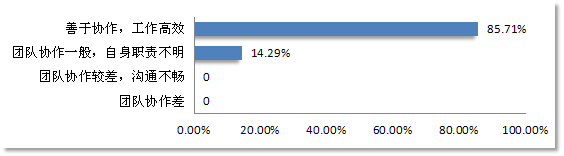 善于协作，工作高效
85.71%
团队协作一般，自身职责不明
14.29%
团队协作较差，沟通不畅
0
团队协作差
0
0.00% 20.00% 40.00% 60.00% 80.00% 100.00%